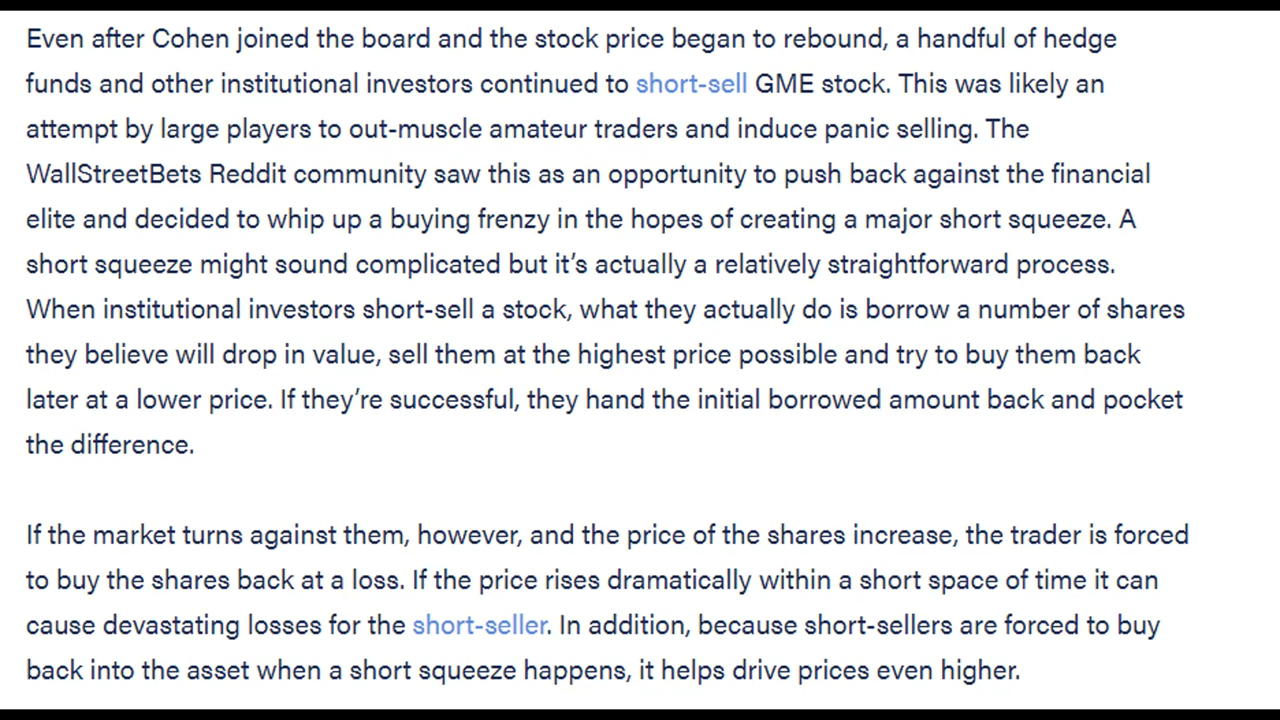 Even after Cohen joined the board and the stock price began to rebound, a handful of hedge
funds and other institutional investors continued to short-sell GME stock. This was likely an
attempt by large players to out-muscle amateur traders and induce panic selling. The
WallStreetBets Reddit community saw this as an opportunity to push back against the financial
elite and decided to whip up a buying frenzy in the hopes of creating a major short squeeze. A
short squeeze might sound complicated but it’s actually a relatively straightforward process.
When institutional investors short-sell a stock, what they actually do is borrow a number of shares
they believe will drop in value, sell them at the highest price possible and try to buy them back
later at a lower price. If they’re successful, they hand the initial borrowed amount back and pocket
the difference.
If the market turns against them, however, and the price of the shares increase, the trader is forced
to buy the shares back at a loss. If the price rises dramatically within a short space of time it can
cause devastating losses for the short-seller. In addition, because short-sellers are forced to buy
back into the asset when a short squeeze happens, it helps drive prices even higher.